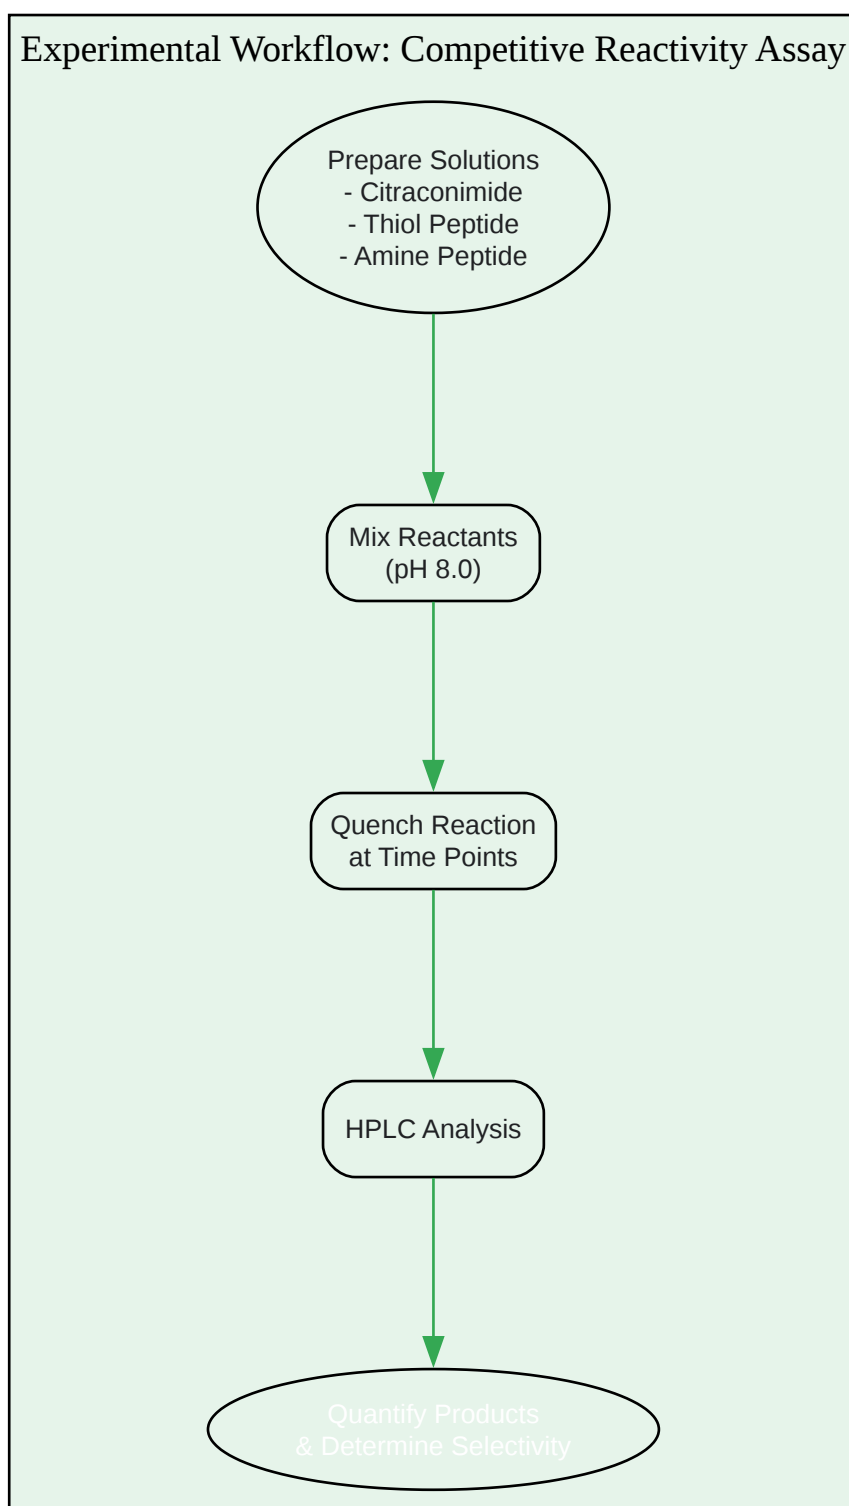 Experimental Workflow: Competitive Reactivity Assay
Prepare Solutions
- Citraconimide
- Thiol Peptide
- Amine Peptide
Mix Reactants
(pH 8.0)
Quench Reaction
at Time Points
HPLC Analysis
Quantify Products
& Determine Selectivity